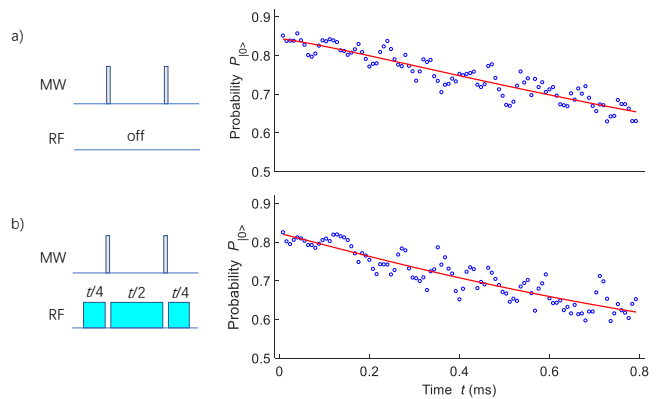 a)
MW
RF
off
Probability P|0>
0.9
0.8
0.7
0.6
0.5
b)
MW
t/4
t/2
t/4
RF
Probability P|0>
0.9
0.8
0.7
0.6
0.5
0
0.2
0.4
0.6
0.8
Time t (ms)